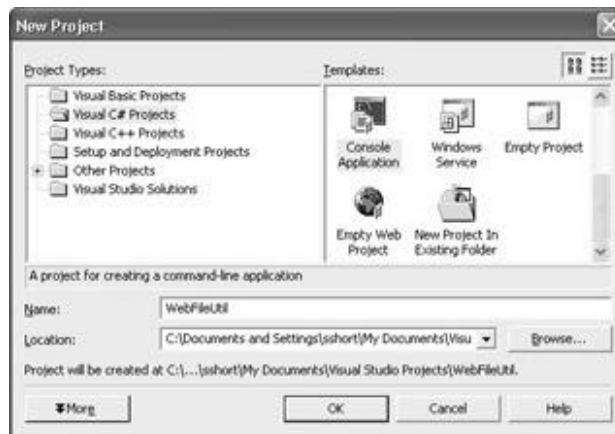 New Project
Project Types:
Visual Basic Projects
Visual C# Projects
Visual C++ Projects
Setup and Deployment Projects
Other Projects
Visual Studio Solutions
Templates:
Console Application
Windows Service
Empty Project
Empty Web Project
New Project In Existing Folder
A project for creating a command-line application
Name:
WebFileUtil
Location:
C:\Documents and Settings\sshort\My Documents\Visu
Browse...
Project will be created at C:\...\sshort\My Documents\Visual Studio Projects\WebFileUtil.
More
OK
Cancel
Help